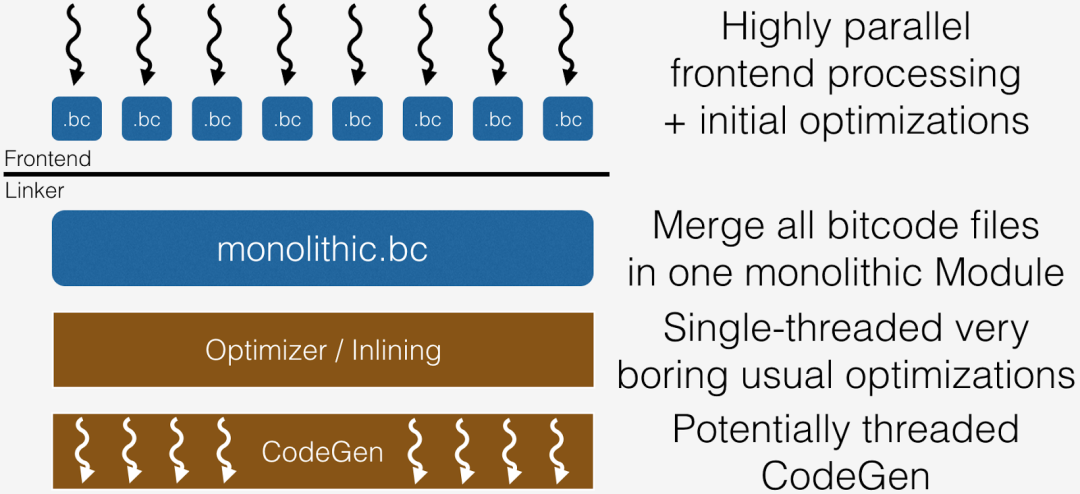 Highly parallel
frontend processing
+ initial optimizations
.bc .bc .bc .bc .bc .bc .bc .bc
Frontend
Linker
monolithic.bc
Merge all bitcode files
in one monolithic Module
Optimizer / Inlining
Single-threaded very
boring usual optimizations
CodeGen
Potentially threaded
CodeGen